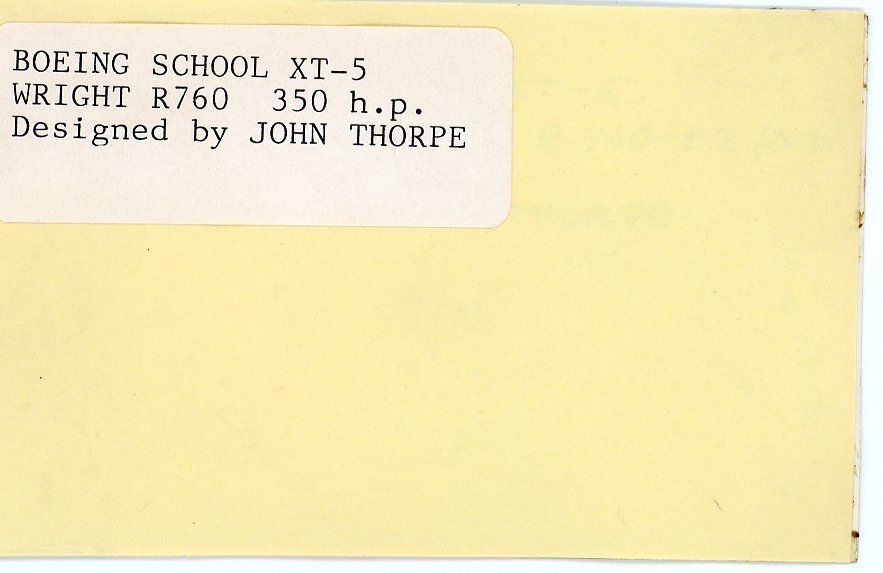 BOEING SCHOOL XT-5
WRIGHT R760 350 h.p.
Designed by JOHN THORPE